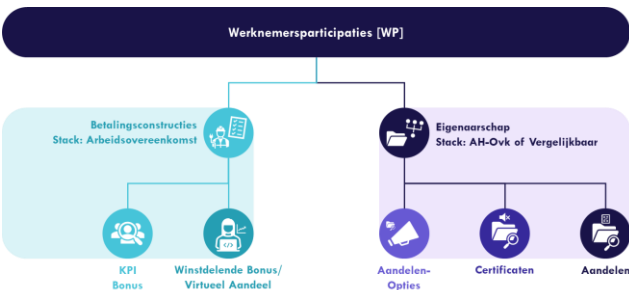 Werknemersparticipaties [WP]
Betalingsconstructies
Stack: Arbeidsovereenkomst
Eigenaarschap
Stack: AH-Ovk of Vergelijkbaar
KPI
Bonus
Winstdelende Bonus/
Virtueel Aandeel
Aandelen-
Opties
Certificaten
Aandelen